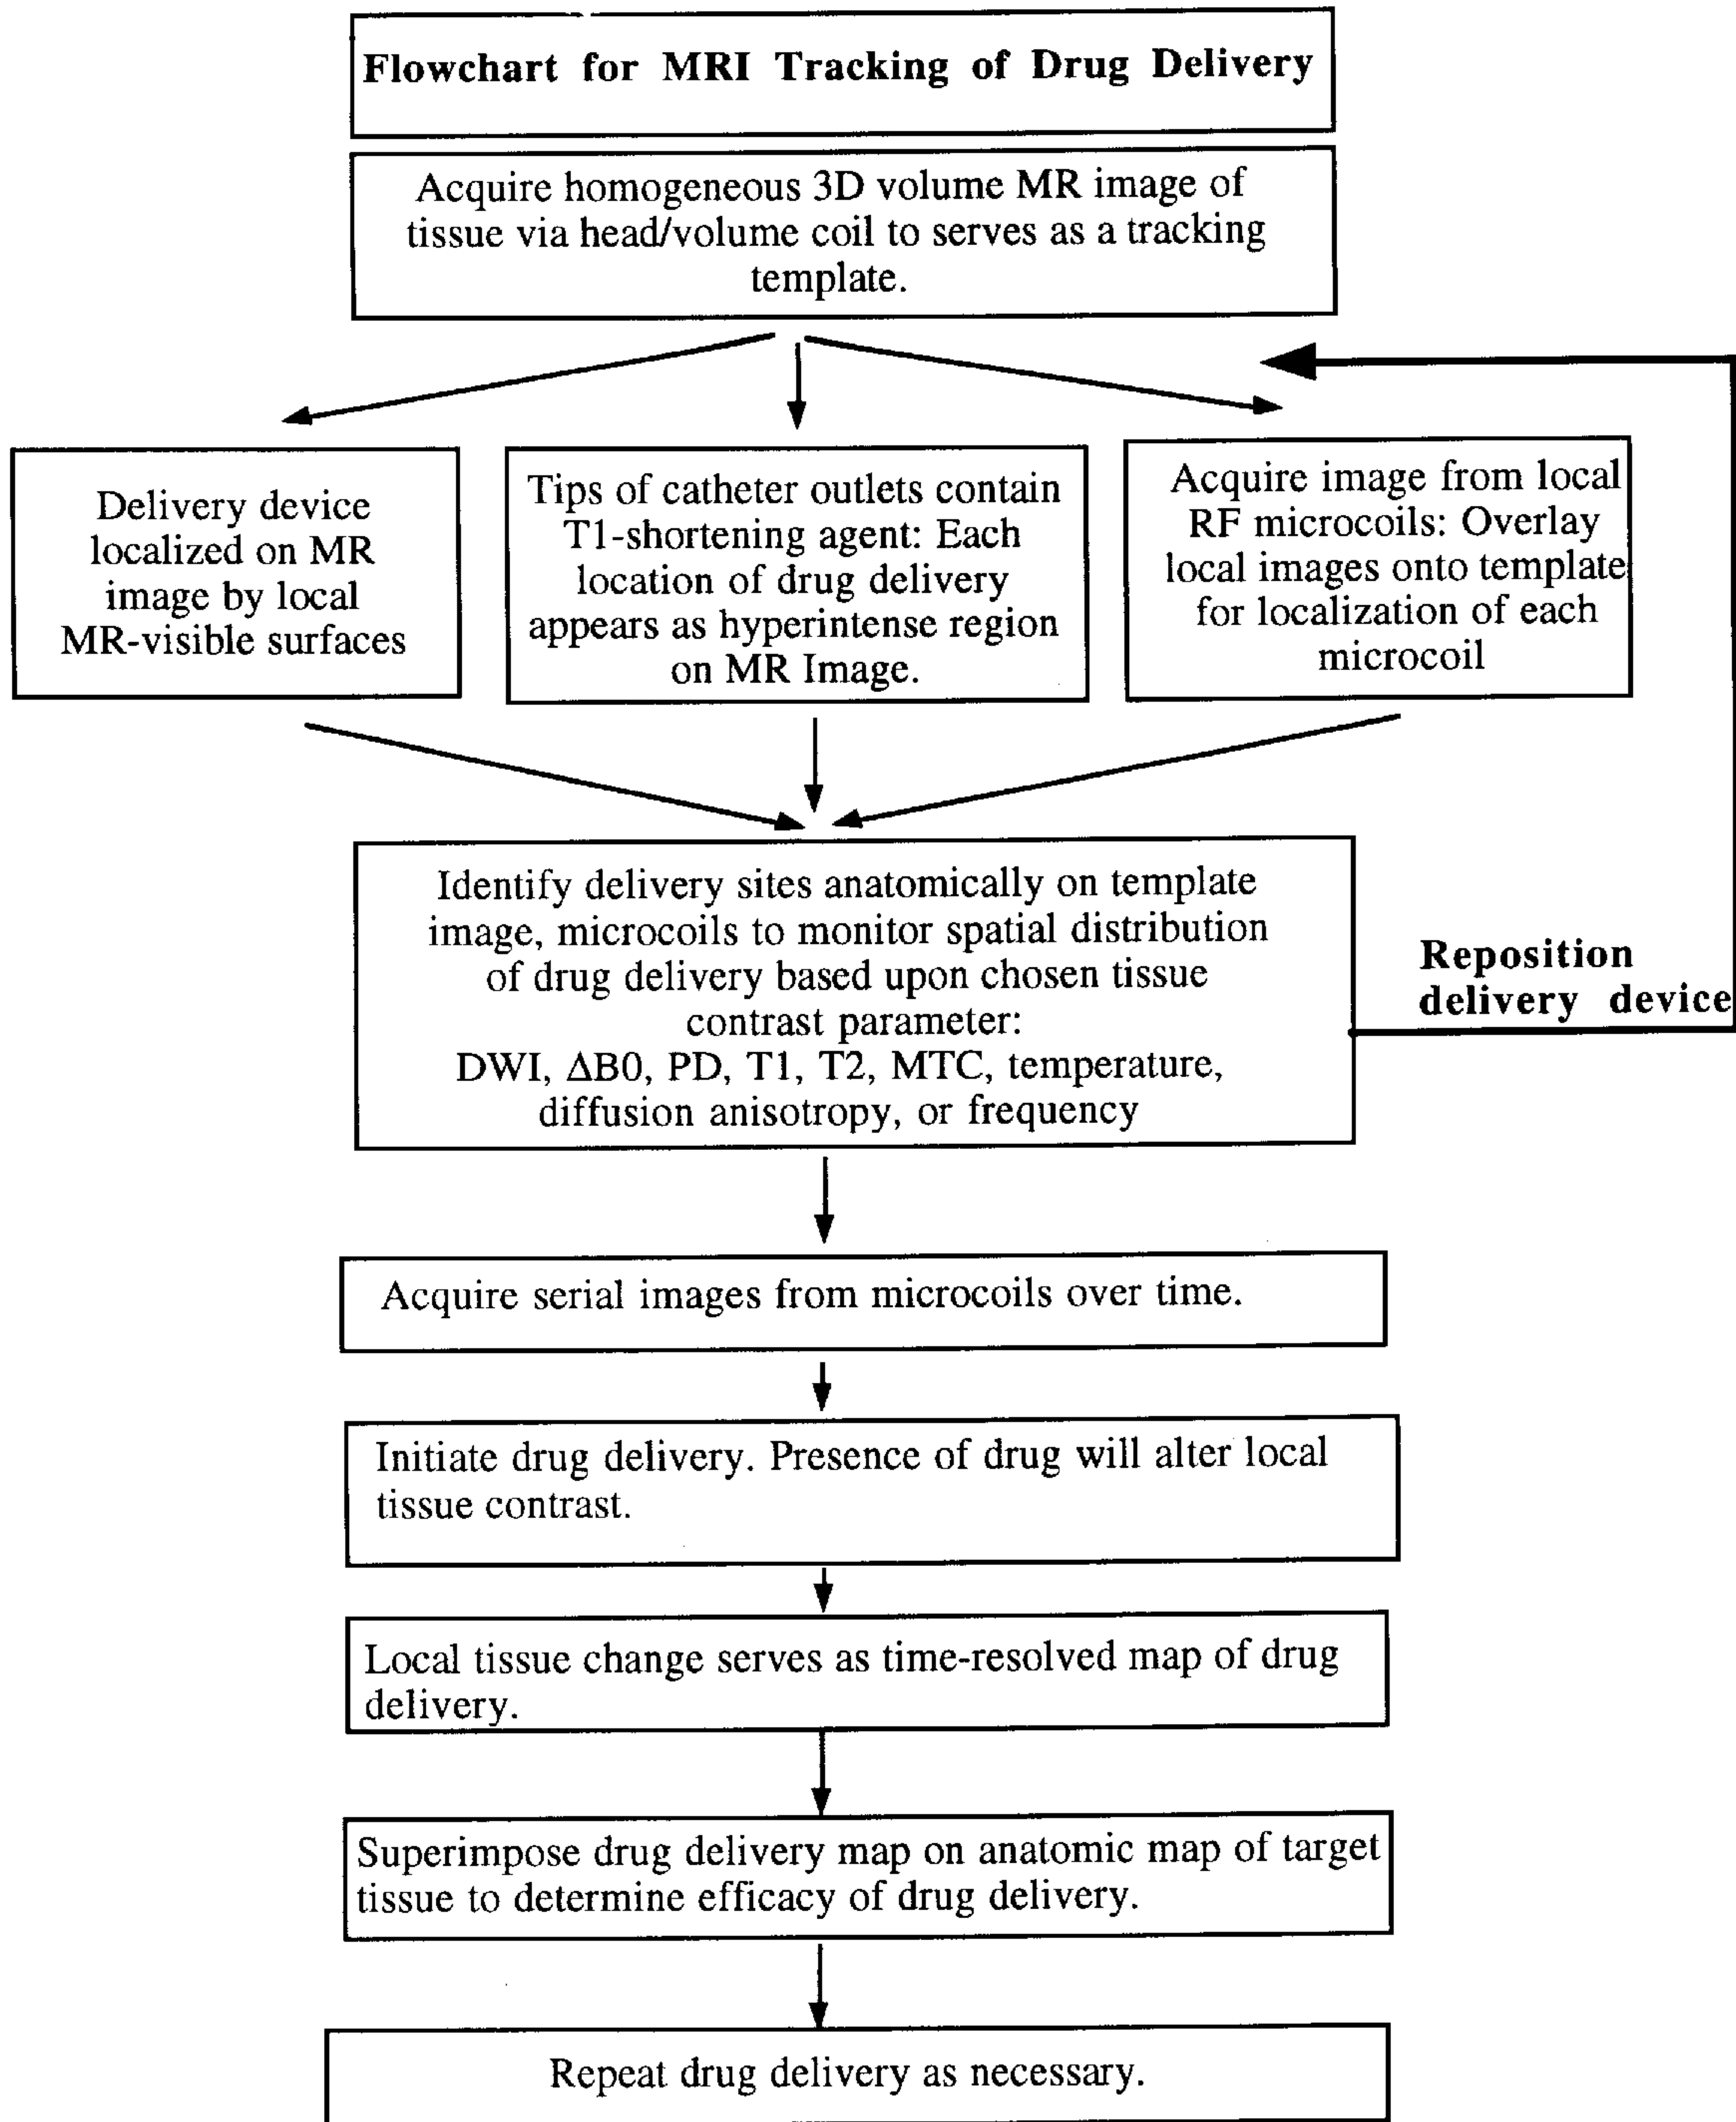 Flowchart for MRI Tracking of Drug Delivery
Acquire homogeneous 3D volume MR image of
tissue via head/volume coil to serves as a tracking
template.
Delivery device
localized on MR
image by local
MR-visible surfaces
Tips of catheter outlets contain
T1-shortening agent: Each
location of drug delivery
appears as hyperintense region
on MR Image.
Acquire image from local
RF microcoils: Overlay
local images onto template
for localization of each
microcoil
Identify delivery sites anatomically on template
image, microcoils to monitor spatial distribution
of drug delivery based upon chosen tissue
contrast parameter:
DWI, ΔB0, PD, T1, T2, MTC, temperature,
diffusion anisotropy, or frequency
Reposition
delivery device
Acquire serial images from microcoils over time.
Initiate drug delivery. Presence of drug will alter local
tissue contrast.
Local tissue change serves as time-resolved map of drug
delivery.
Superimpose drug delivery map on anatomic map of target
tissue to determine efficacy of drug delivery.
Repeat drug delivery as necessary.